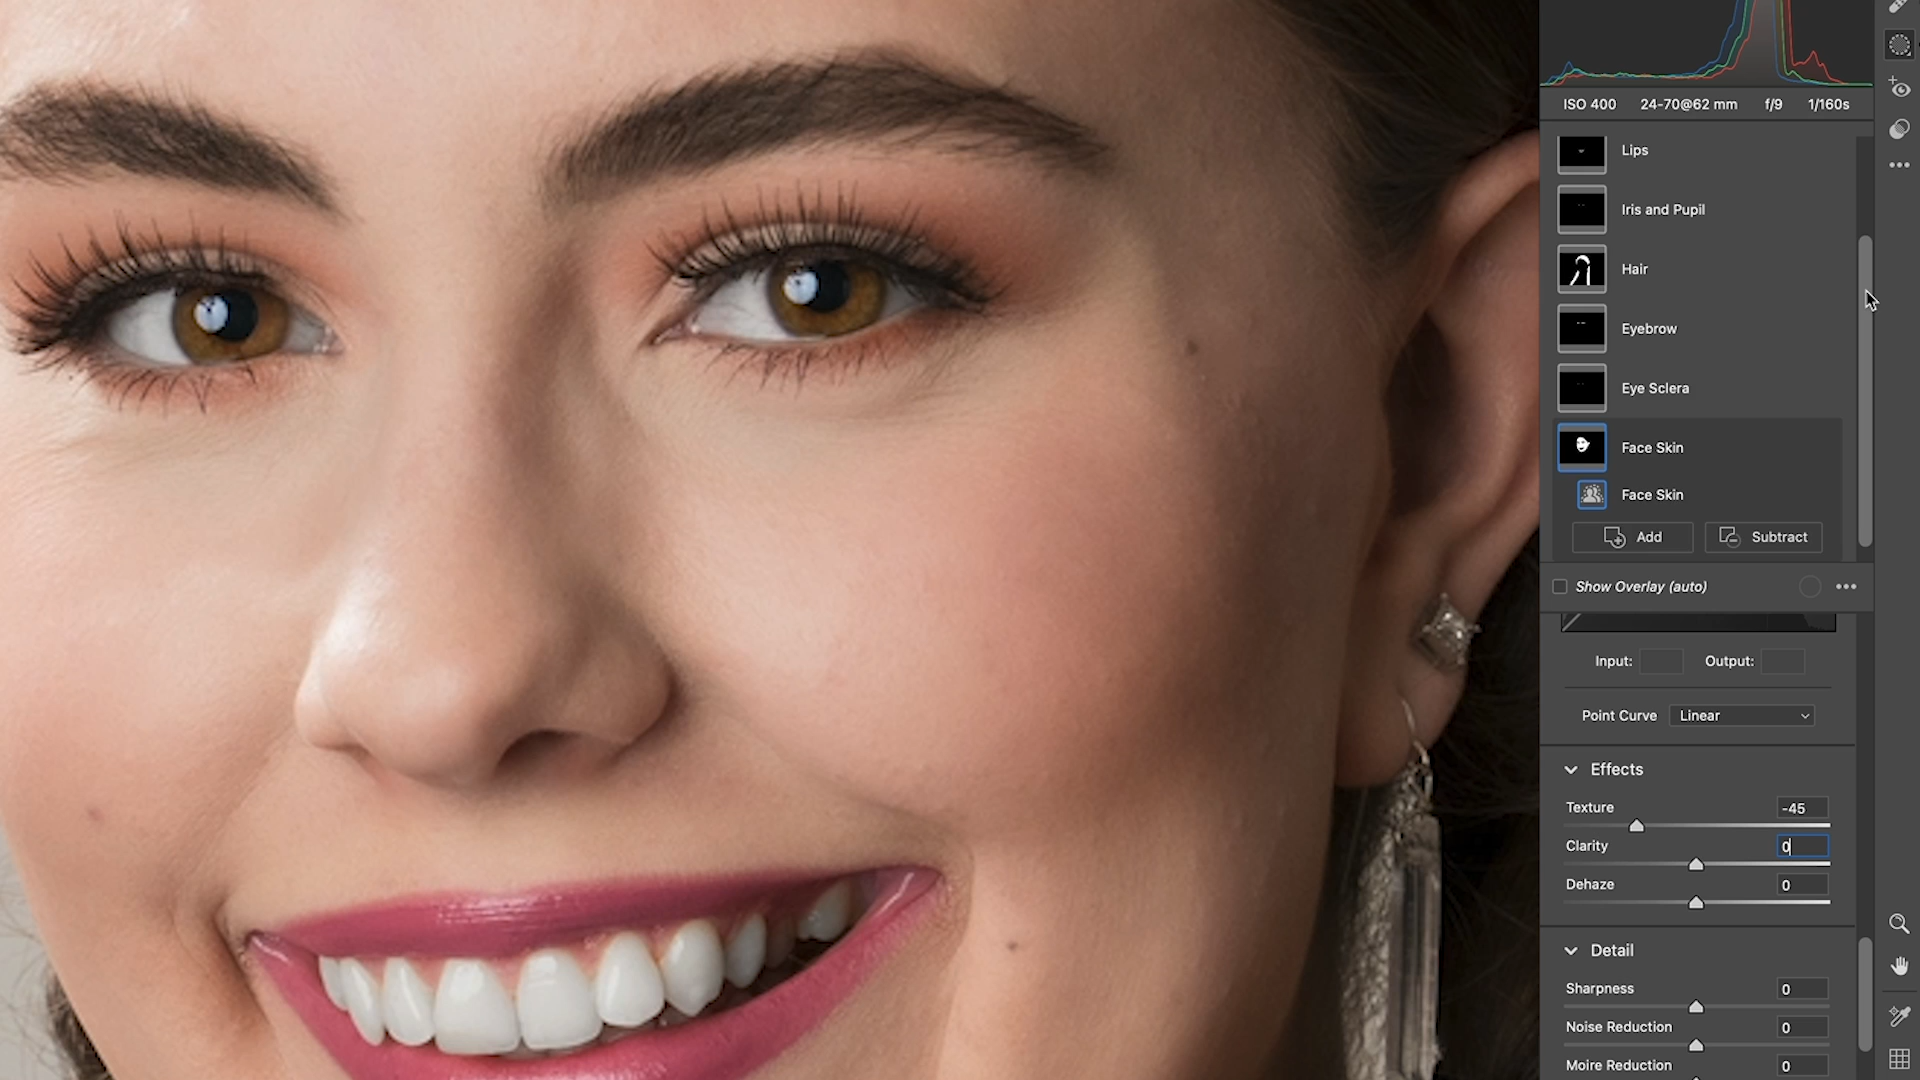 ISO 400 24-70@62 mm f/9 1/160s
Lips
Iris and Pupil
Hair
Eyebrow
Eye Sclera
Face Skin
Face Skin
Add Subtract
Show Overlay (auto)
Input: Output:
Point Curve Linear
Effects
Texture -45
Clarity 0
Dehaze 0
Detail
Sharpness 0
Noise Reduction 0
Moire Reduction 0